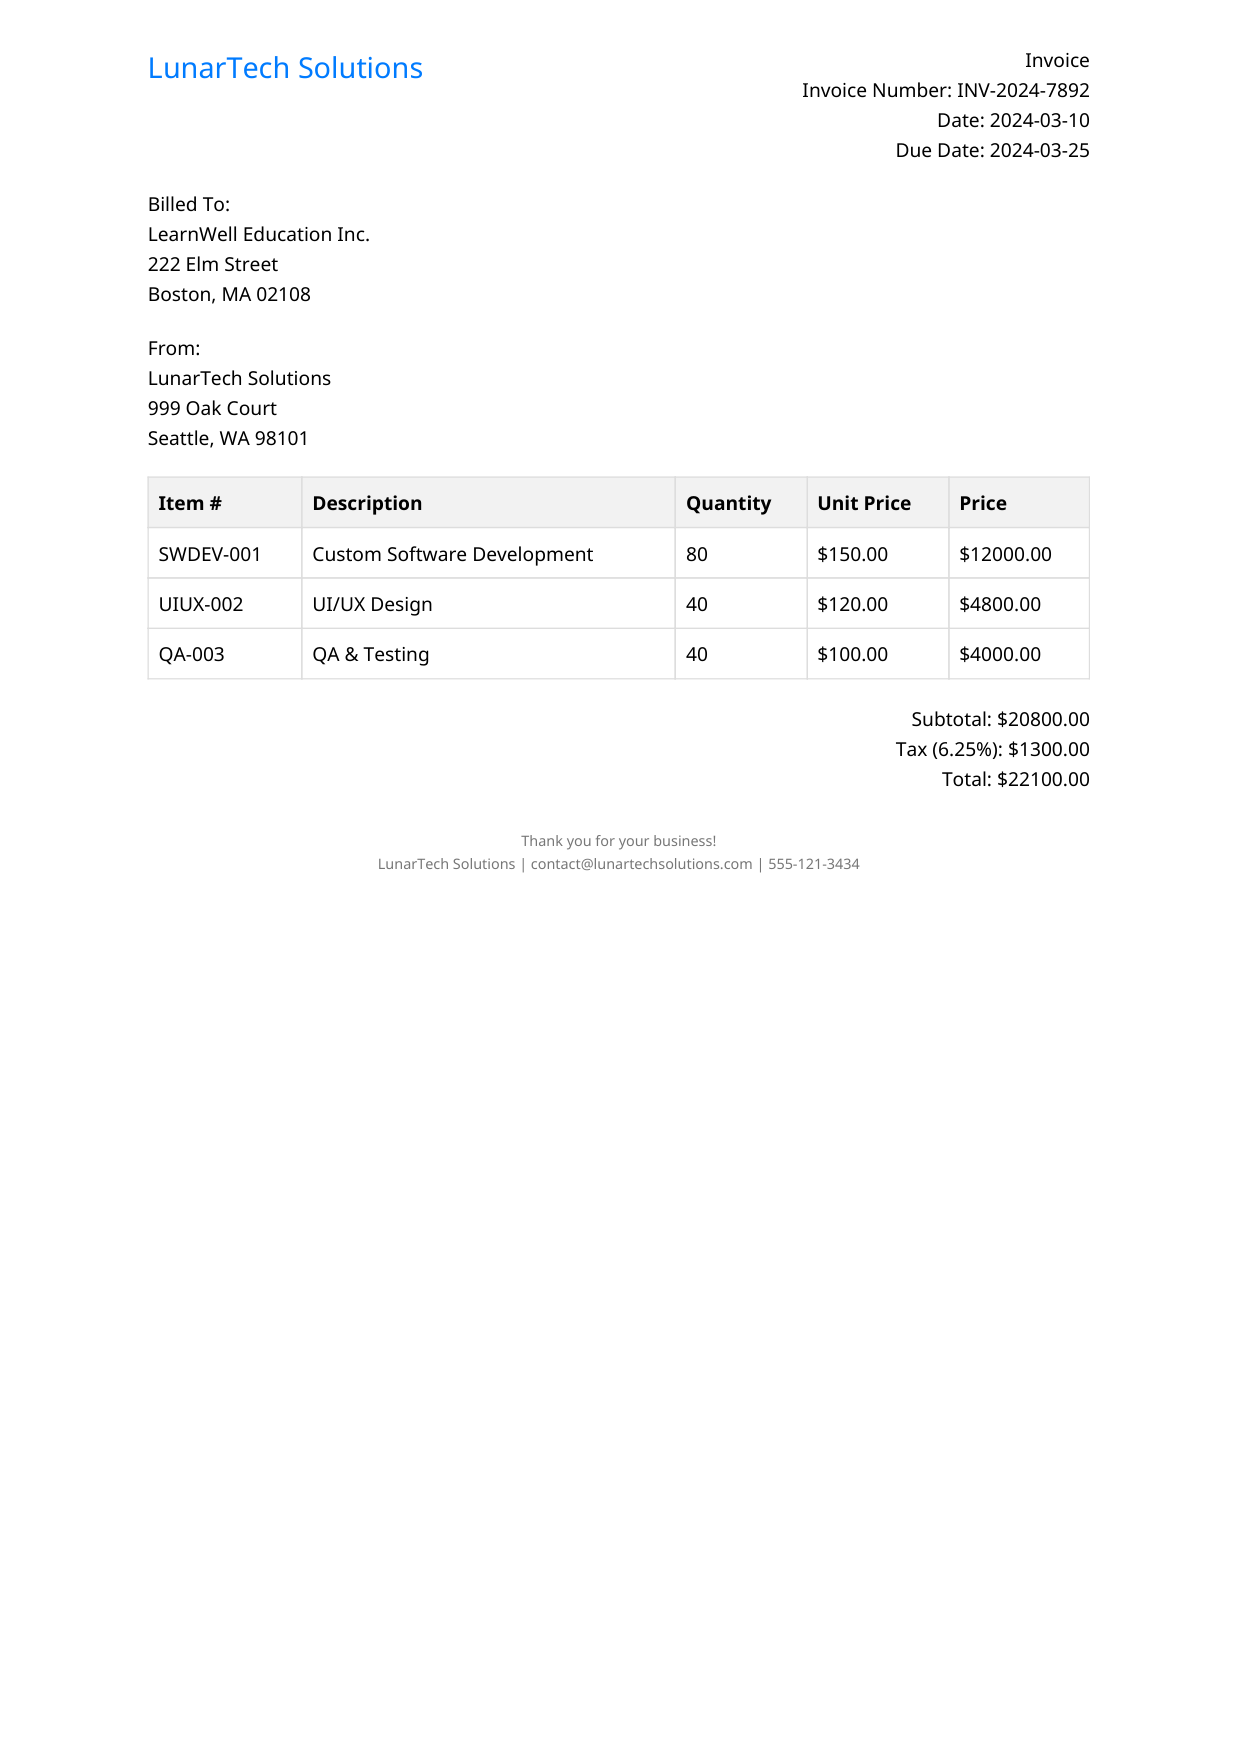 LunarTech Solutions
Invoice
Invoice Number: INV-2024-7892
Date: 2024-03-10
Due Date: 2024-03-25
Billed To:
LearnWell Education Inc.
222 Elm Street
Boston, MA 02108
From:
LunarTech Solutions
999 Oak Court
Seattle, WA 98101
Item # Description Quantity Unit Price Price
SWDEV-001 Custom Software Development 80 $150.00 $12000.00
UIUX-002 UI/UX Design 40 $120.00 $4800.00
QA-003 QA & Testing 40 $100.00 $4000.00
Subtotal: $20800.00
Tax (6.25%): $1300.00
Total: $22100.00
Thank you for your business!
LunarTech Solutions | contact@lunartechsolutions.com | 555-121-3434